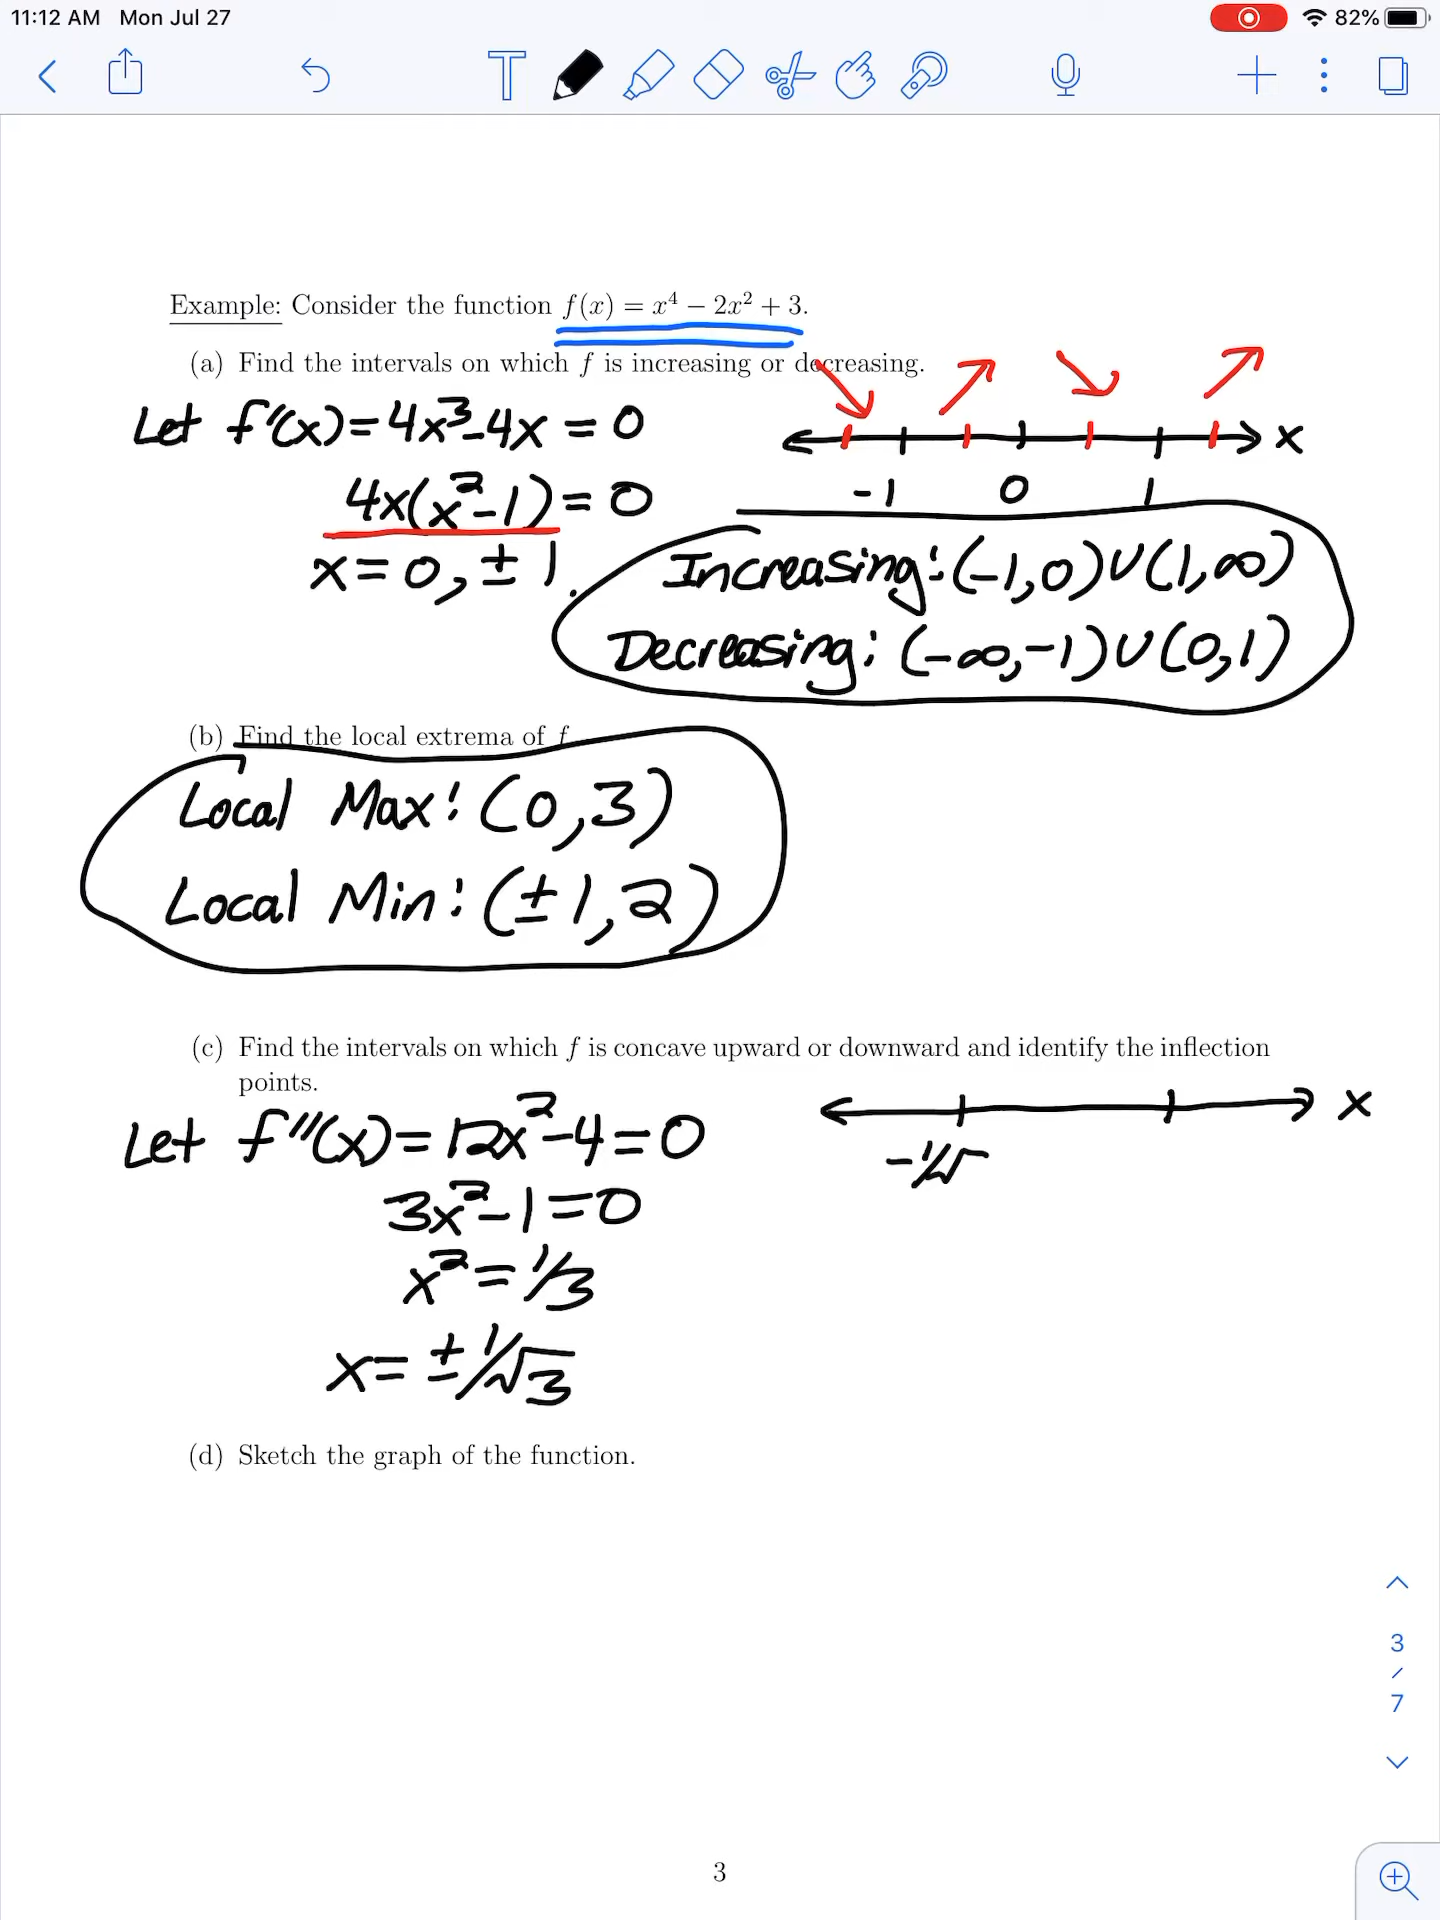 11:12 AM Mon Jul 27
82%
Example: Consider the function f(x) = x⁴ − 2x² + 3.
(a) Find the intervals on which f is increasing or decreasing.
Let f'(x)=4x³-4x = 0
x
4x(x²-1) = 0
-1 0 1
x=0, ±1.
Increasing: (-1,0)∪(1,∞)
Decreasing: (-∞,-1)∪(0,1)
(b) Find the local extrema of f
Local Max: (0,3)
Local Min: (±1,2)
(c) Find the intervals on which f is concave upward or downward and identify the inflection
points.
x
Let f''(x)=12x²-4=0
-1/√
3x²-1=0
x²=1/3
x=±1/√3
(d) Sketch the graph of the function.
3
/
7
3